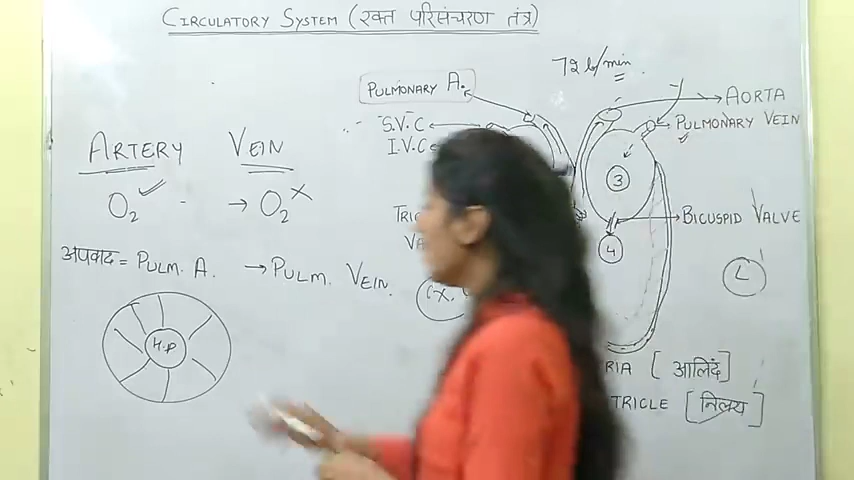 CIRCULATORY SYSTEM (रक्त परिसंचरण तंत्र)
72 b/min.
PULMONARY A.
AORTA
S.V.C
PULMONARY VEIN
I.V.C
ARTERY VEIN
3
O2 ✓ - → O2 X
BICUSPID VALVE
4
अपवाद = PULM. A. → PULM. VEIN.
L
H.P
[आलिंद]
[निलय]